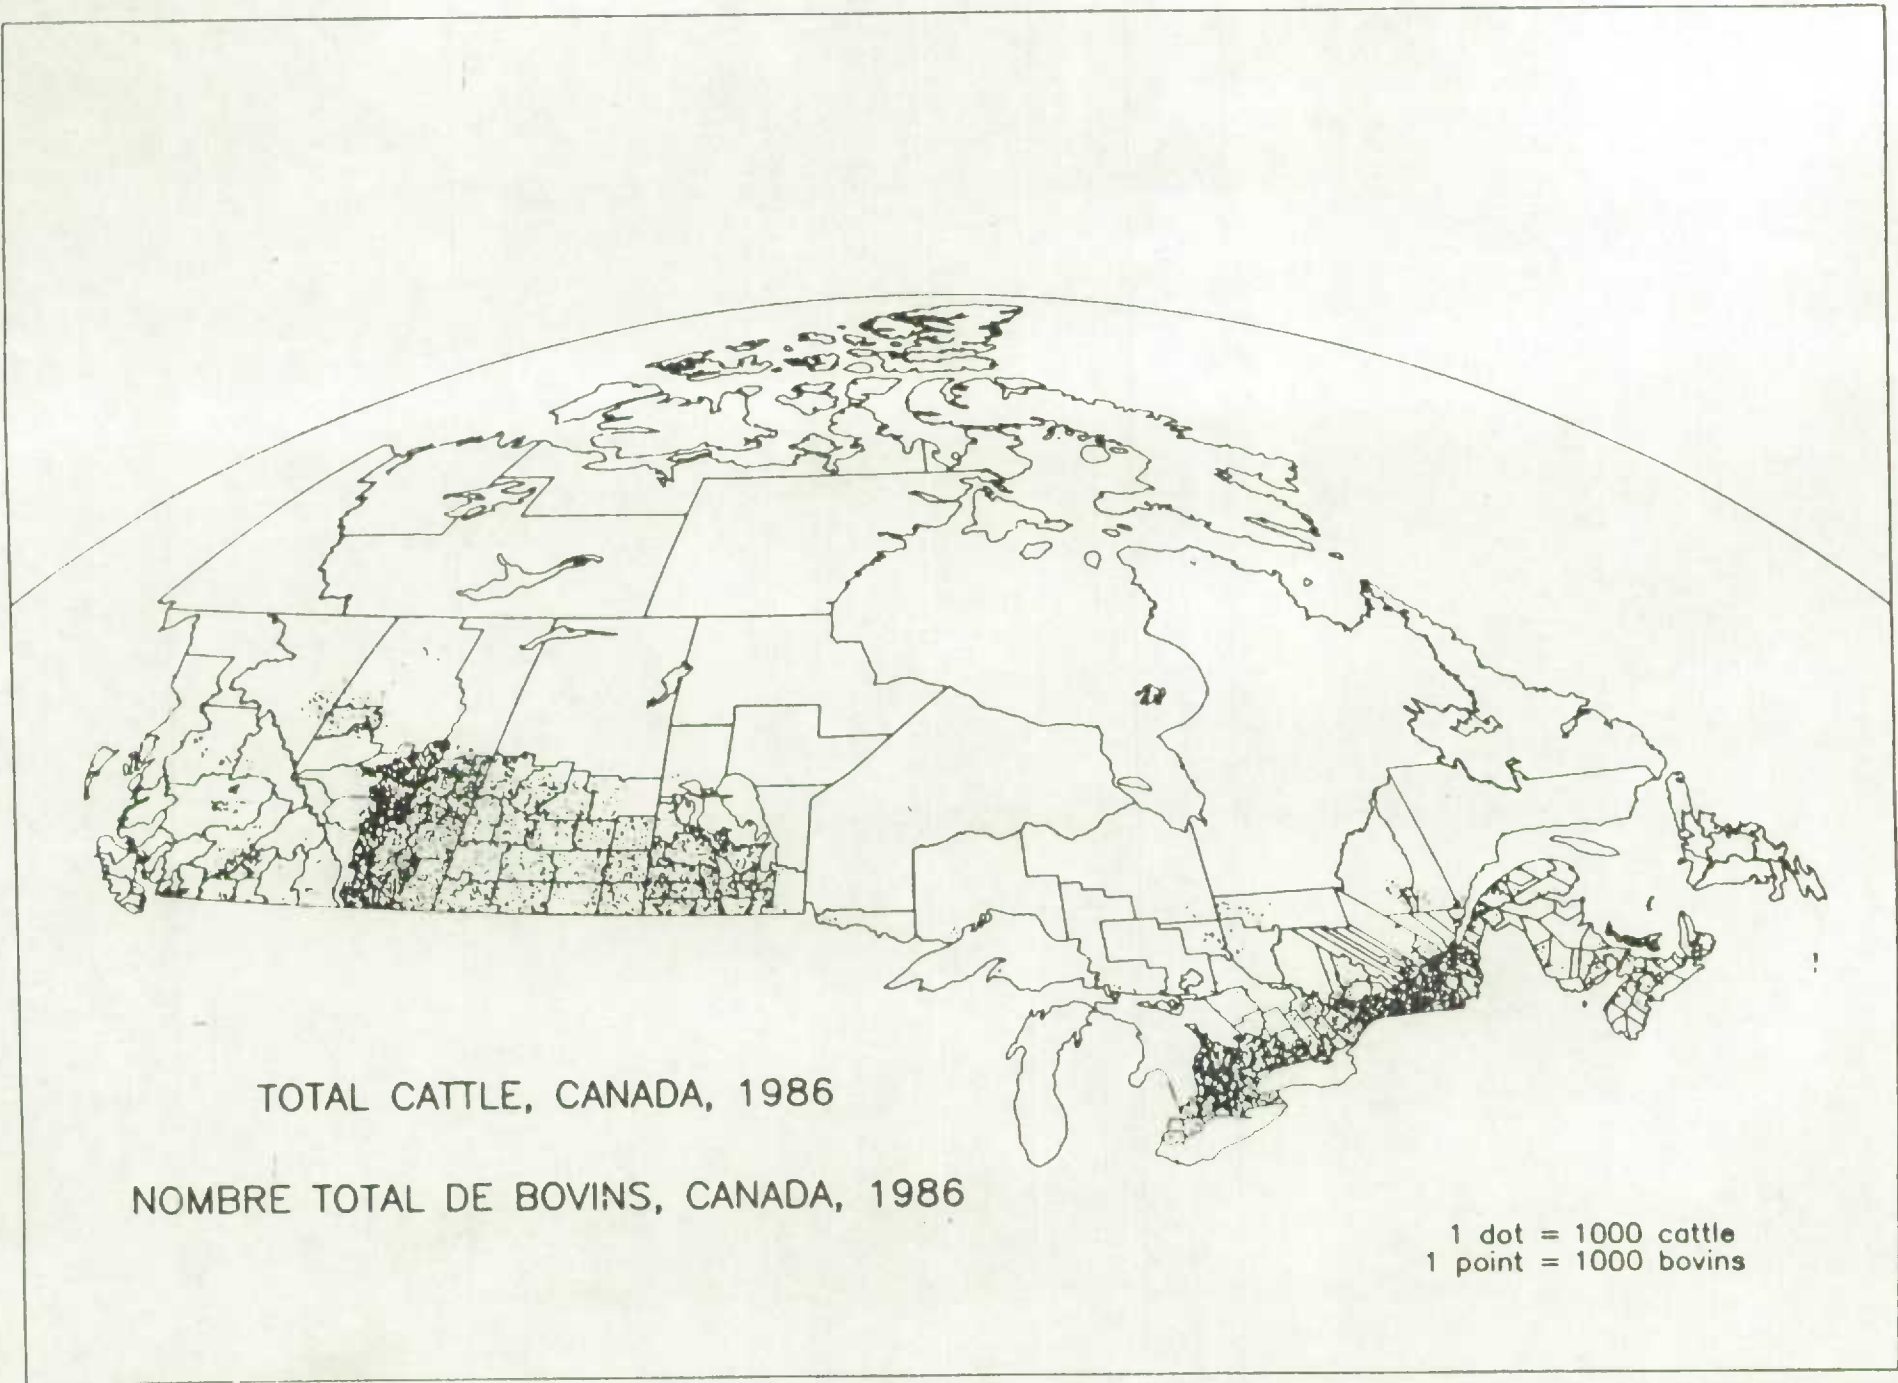 TOTAL CATTLE, CANADA, 1986
NOMBRE TOTAL DE BOVINS, CANADA, 1986
1 dot = 1000 cattle
1 point = 1000 bovins